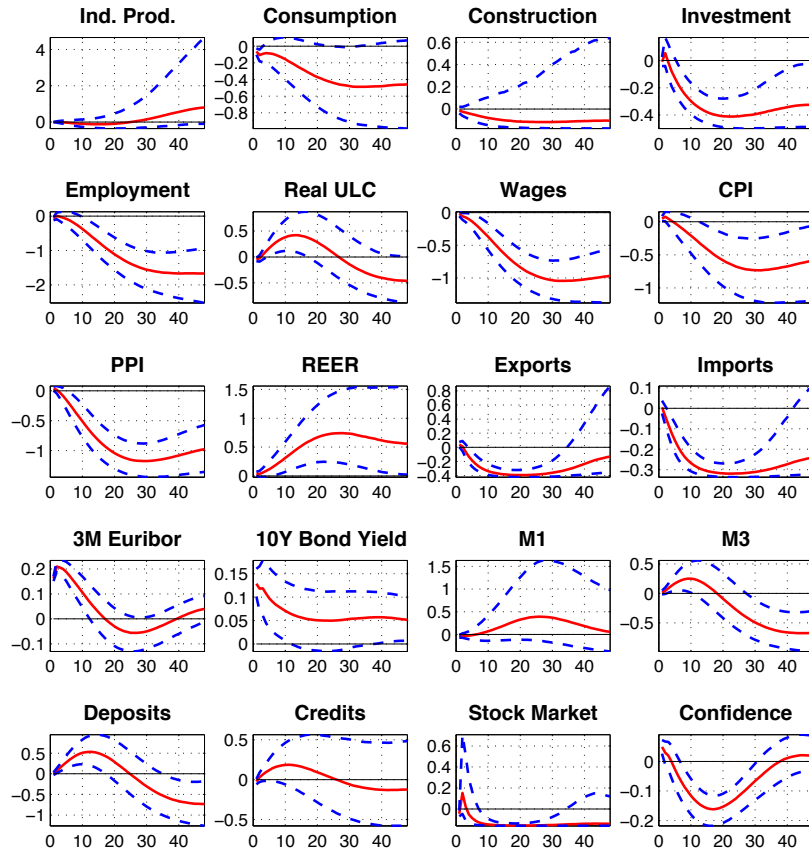 Ind. Prod. Consumption Construction Investment
4 0 0.6 0
2 −0.2 0.4 −0.2
0 −0.4 0.2 −0.4
−0.6 0
−0.8
0 10 20 30 40 0 10 20 30 40 0 10 20 30 40 0 10 20 30 40
Employment Real ULC Wages CPI
0 0.5 0 0
−1 0 −0.5 −0.5
−2 −0.5 −1 −1
0 10 20 30 40 0 10 20 30 40 0 10 20 30 40 0 10 20 30 40
PPI REER Exports Imports
0 1.5 0.8 0.1
−0.5 1 0.6 0
−1 0.5 0.4 −0.1
0 0.2 −0.2
0 −0.3
−0.2
−0.4
0 10 20 30 40 0 10 20 30 40 0 10 20 30 40 0 10 20 30 40
3M Euribor 10Y Bond Yield M1 M3
0.2 0.15 1.5 0.5
0.1 0.1 1 0
0 0.05 0.5 −0.5
−0.1 0 0 −1
0 10 20 30 40 0 10 20 30 40 0 10 20 30 40 0 10 20 30 40
Deposits Credits Stock Market Confidence
0.5 0.5 0.6 0
0 0 0.4 −0.1
−0.5 −0.5 0.2 −0.2
−1 0
0 10 20 30 40 0 10 20 30 40 0 10 20 30 40 0 10 20 30 40